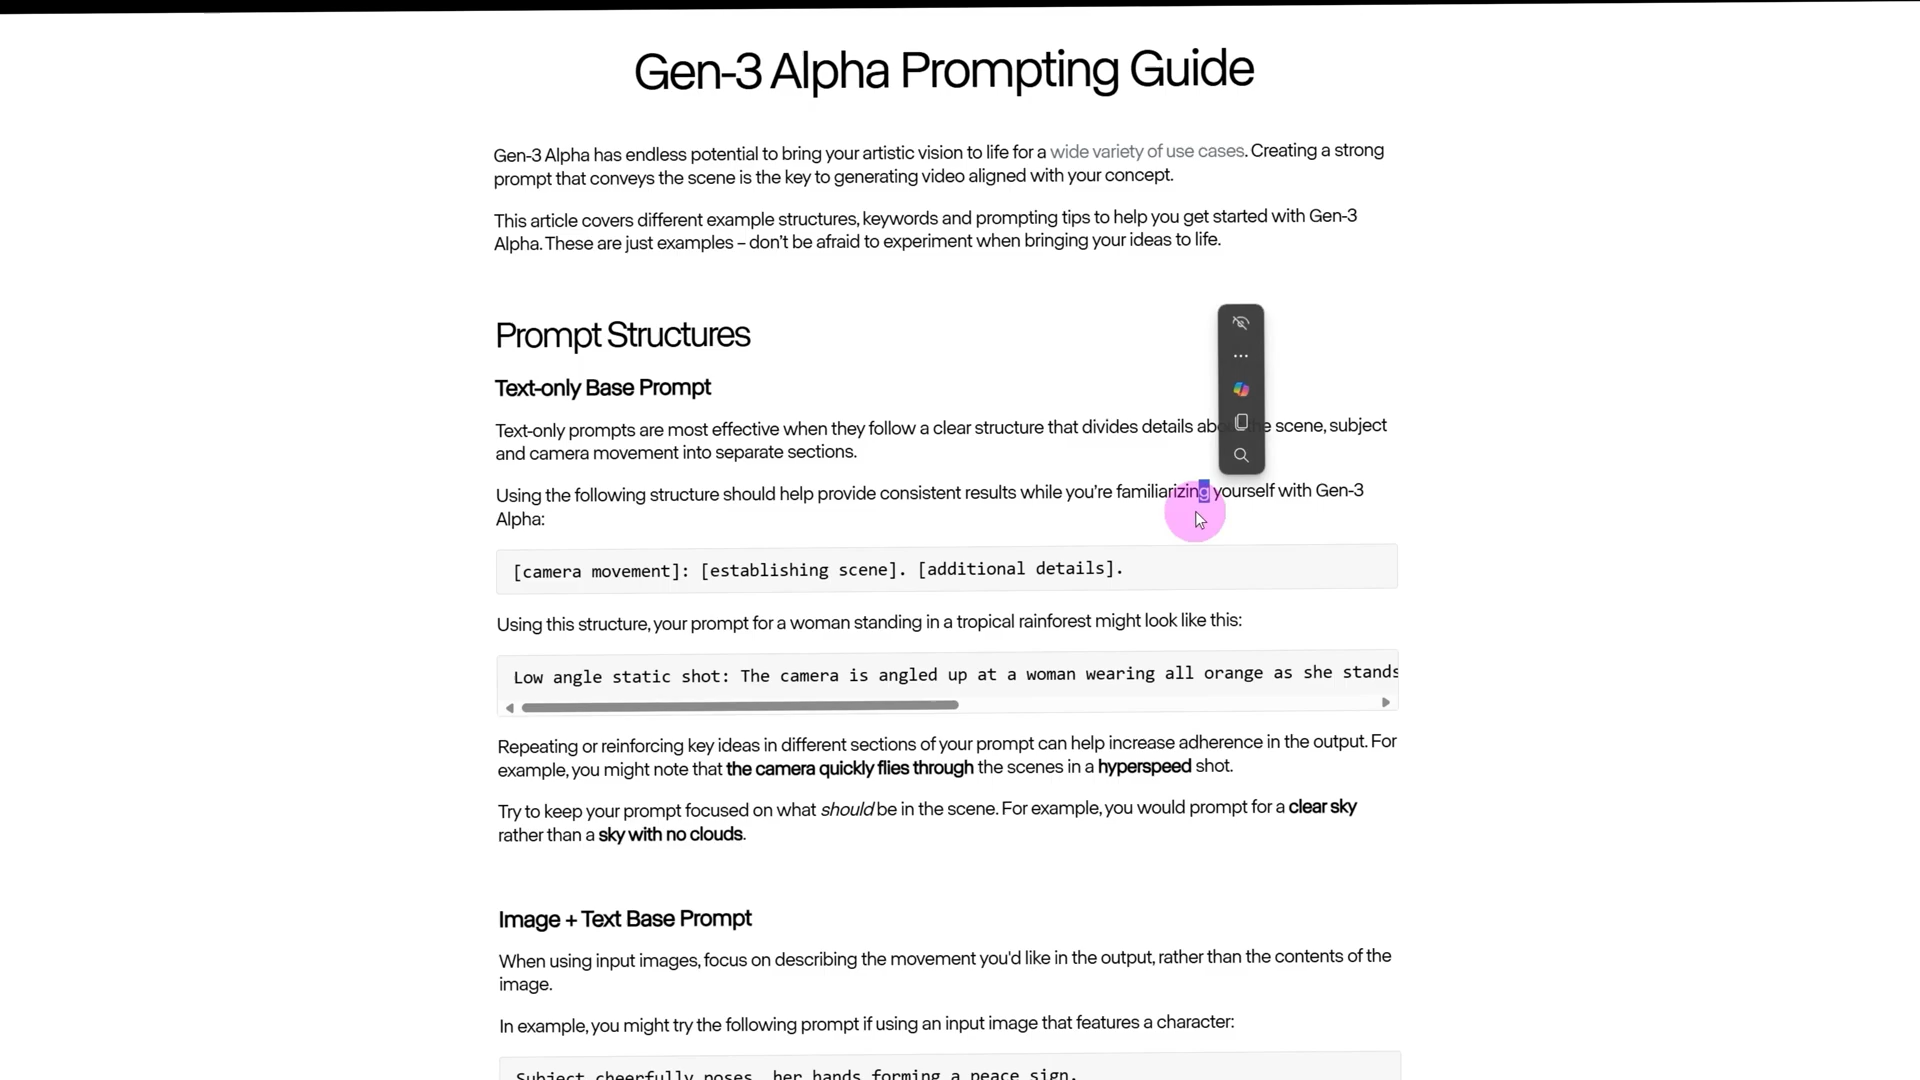 Gen-3 Alpha Prompting Guide
Gen-3 Alpha has endless potential to bring your artistic vision to life for a wide variety of use cases. Creating a strong
prompt that conveys the scene is the key to generating video aligned with your concept.
This article covers different example structures, keywords and prompting tips to help you get started with Gen-3
Alpha. These are just examples – don't be afraid to experiment when bringing your ideas to life.
Prompt Structures
Text-only Base Prompt
Text-only prompts are most effective when they follow a clear structure that divides details about the scene, subject
and camera movement into separate sections.
Using the following structure should help provide consistent results while you're familiarizing yourself with Gen-3
Alpha:
[camera movement]: [establishing scene]. [additional details].
Using this structure, your prompt for a woman standing in a tropical rainforest might look like this:
Low angle static shot: The camera is angled up at a woman wearing all orange as she stands
Repeating or reinforcing key ideas in different sections of your prompt can help increase adherence in the output. For
example, you might note that the camera quickly flies through the scenes in a hyperspeed shot.
Try to keep your prompt focused on what should be in the scene. For example, you would prompt for a clear sky
rather than a sky with no clouds.
Image + Text Base Prompt
When using input images, focus on describing the movement you'd like in the output, rather than the contents of the
image.
In example, you might try the following prompt if using an input image that features a character:
Subject cheerfully poses, her hands forming a peace sign.